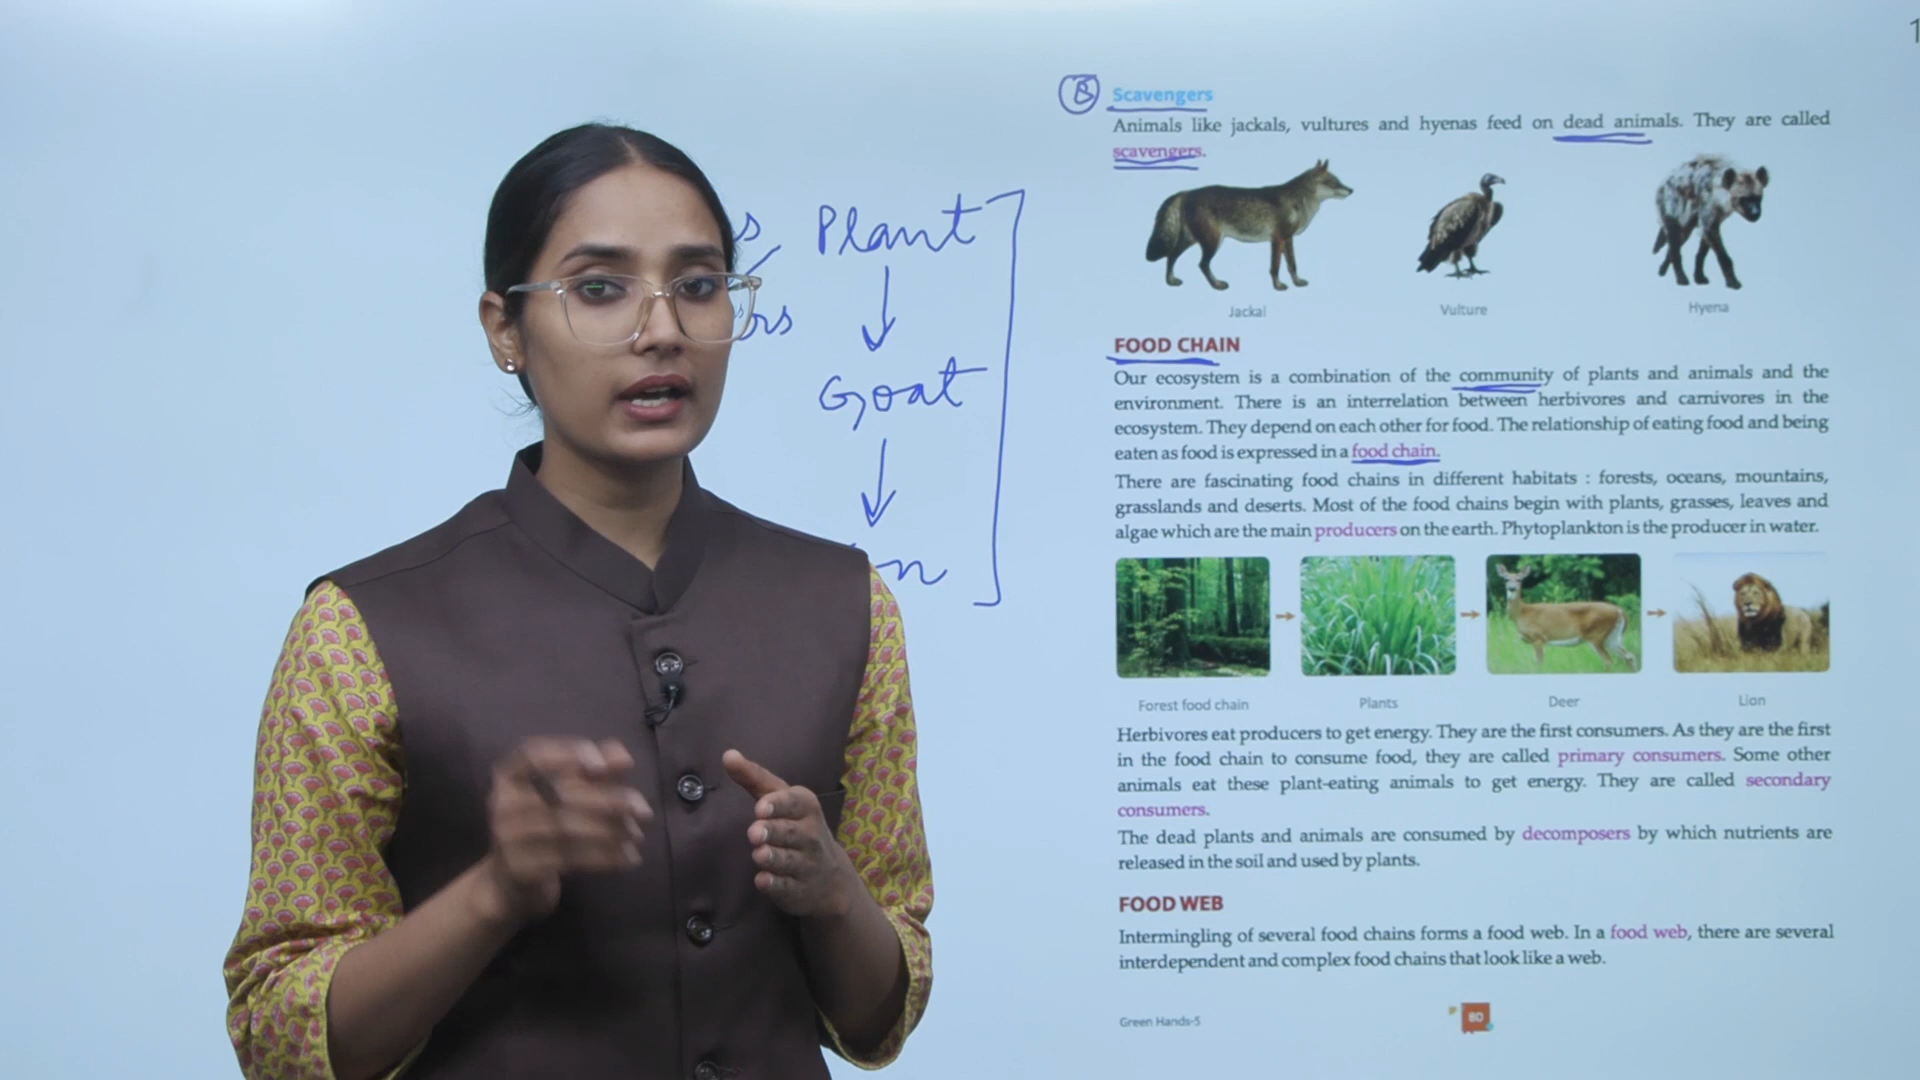 1
B Scavengers
Animals like jackals, vultures and hyenas feed on dead animals. They are called
scavengers.
Jackal Vulture Hyena
FOOD CHAIN
Our ecosystem is a combination of the community of plants and animals and the
environment. There is an interrelation between herbivores and carnivores in the
ecosystem. They depend on each other for food. The relationship of eating food and being
eaten as food is expressed in a food chain.
There are fascinating food chains in different habitats : forests, oceans, mountains,
grasslands and deserts. Most of the food chains begin with plants, grasses, leaves and
algae which are the main producers on the earth. Phytoplankton is the producer in water.
Forest food chain Plants Deer Lion
Herbivores eat producers to get energy. They are the first consumers. As they are the first
in the food chain to consume food, they are called primary consumers. Some other
animals eat these plant-eating animals to get energy. They are called secondary
consumers.
The dead plants and animals are consumed by decomposers by which nutrients are
released in the soil and used by plants.
FOOD WEB
Intermingling of several food chains forms a food web. In a food web, there are several
interdependent and complex food chains that look like a web.
Green Hands-5 80
Plant
Goat